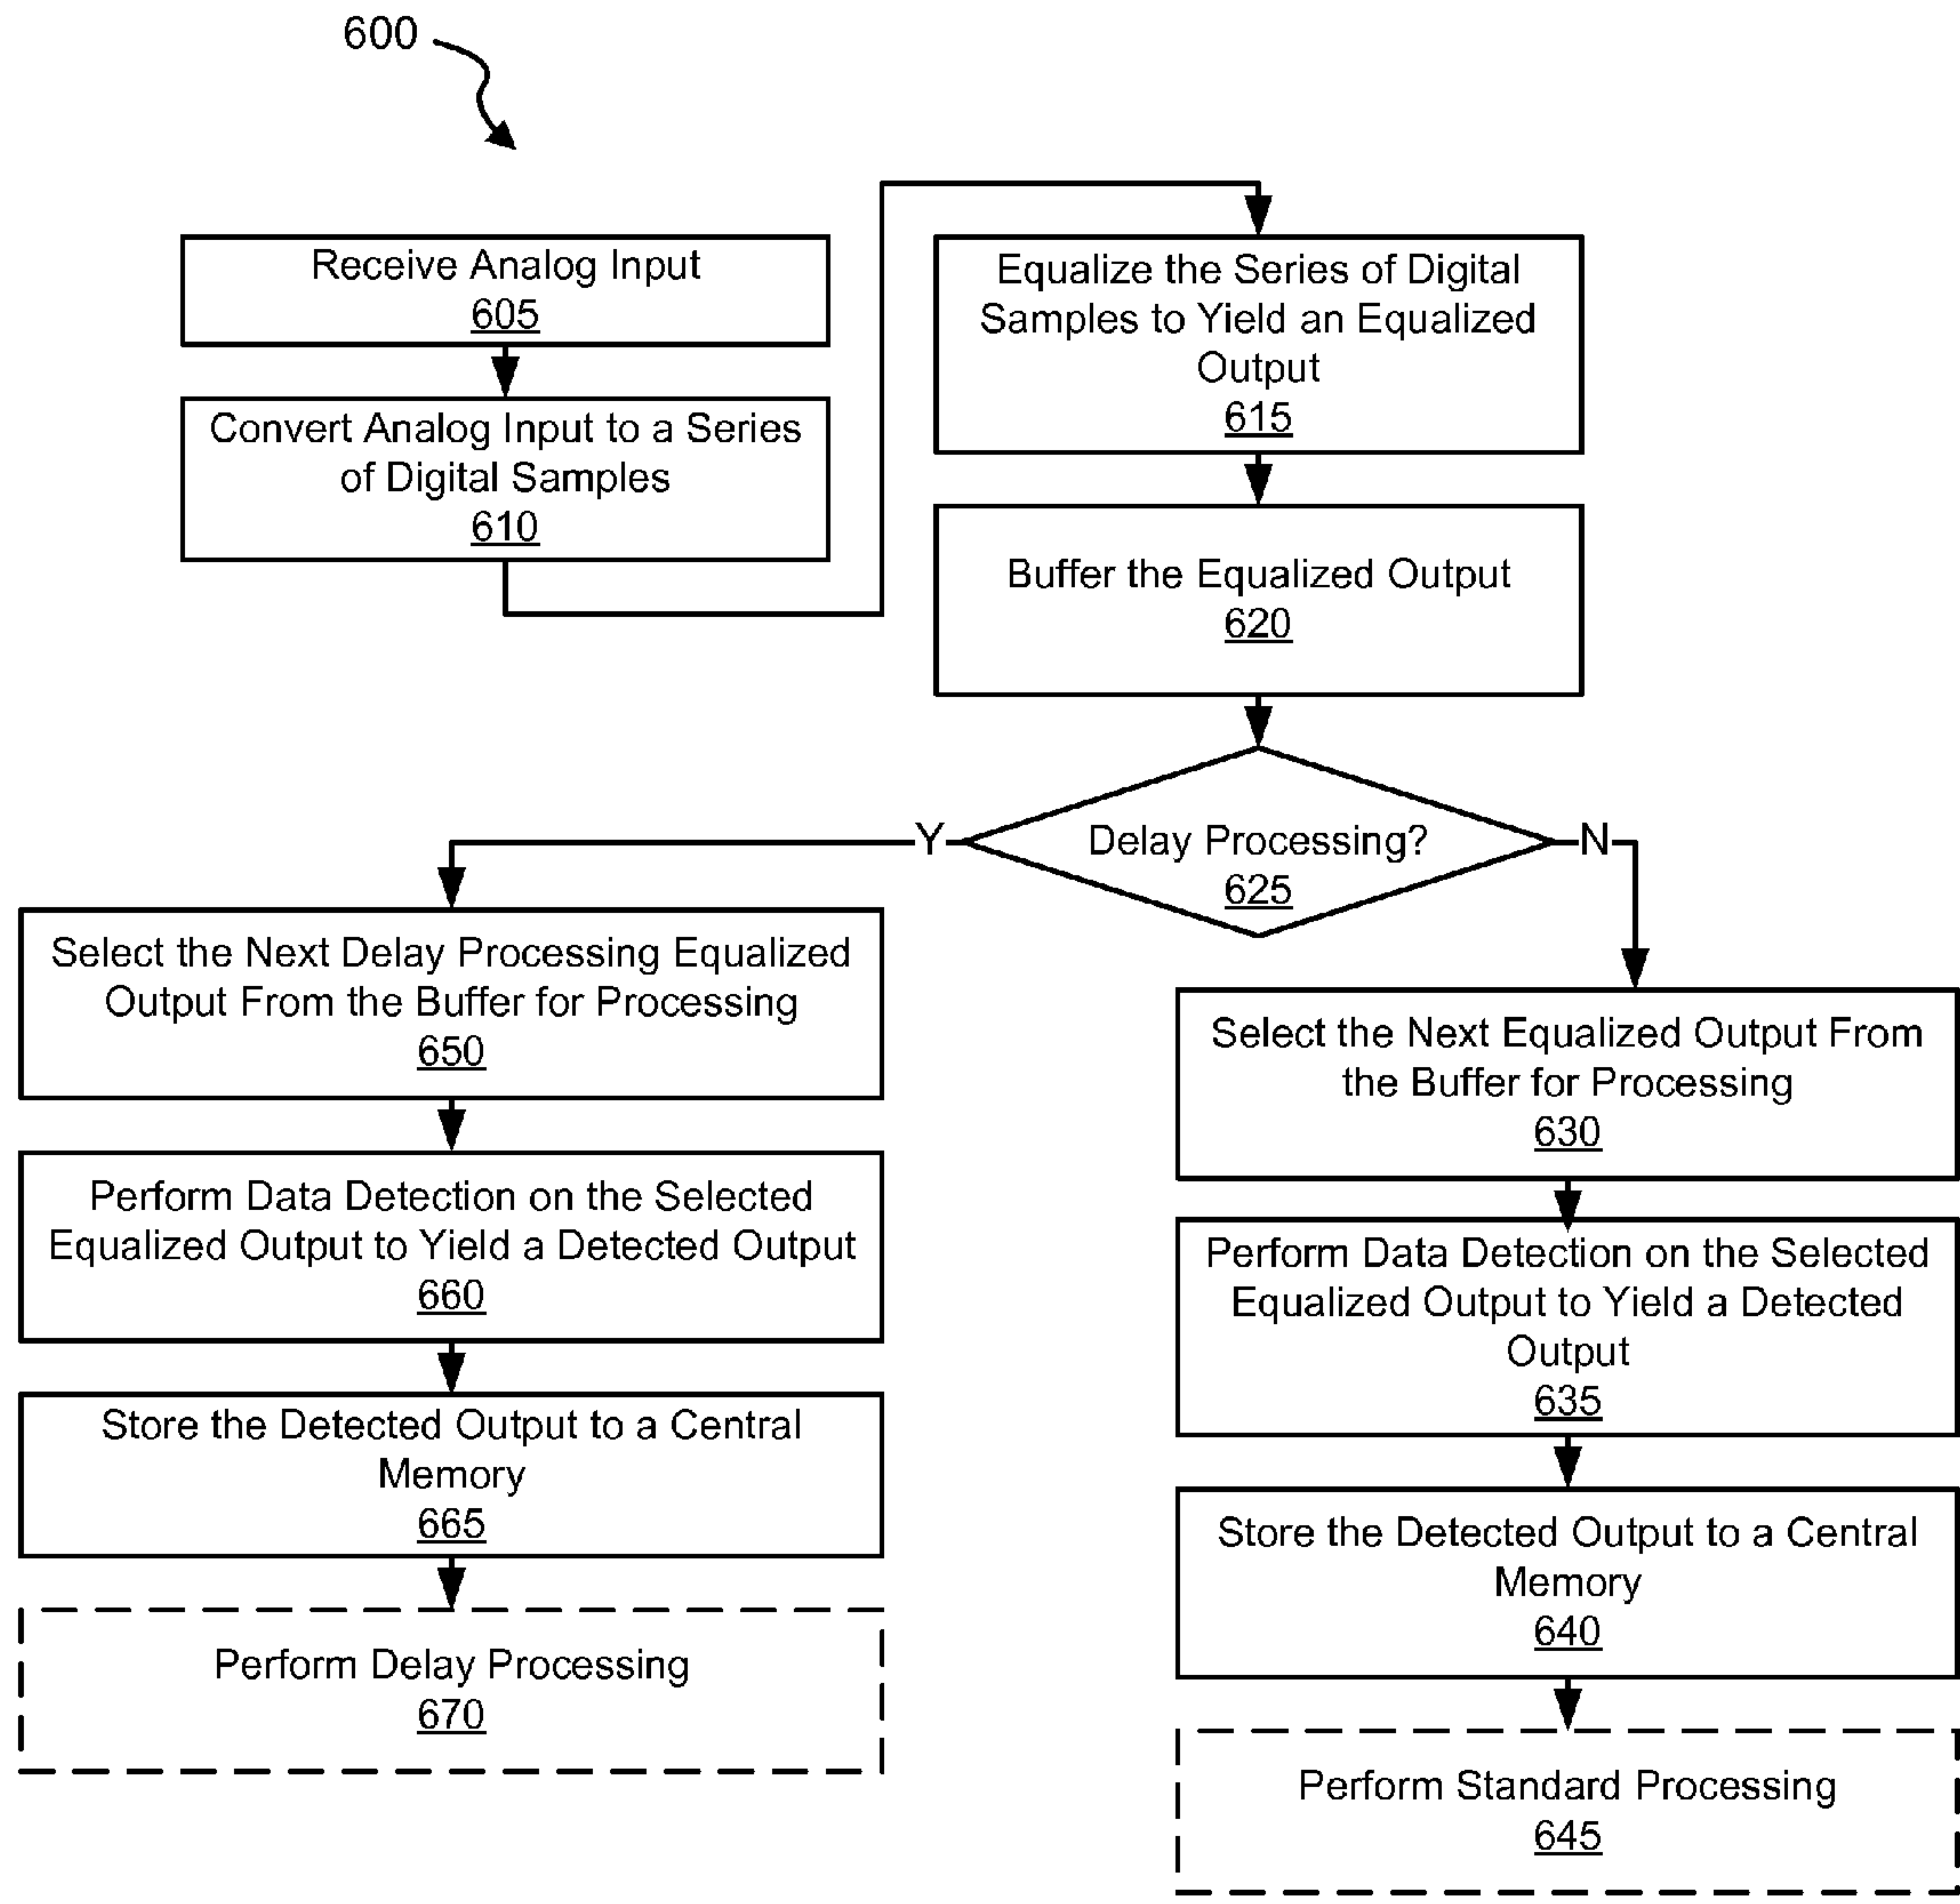 600
Receive Analog Input
605
Convert Analog Input to a Series
of Digital Samples
610
Equalize the Series of Digital
Samples to Yield an Equalized
Output
615
Buffer the Equalized Output
620
Delay Processing?
625
Y
N
Select the Next Delay Processing Equalized
Output From the Buffer for Processing
650
Perform Data Detection on the Selected
Equalized Output to Yield a Detected Output
660
Store the Detected Output to a Central
Memory
665
Perform Delay Processing
670
Select the Next Equalized Output From
the Buffer for Processing
630
Perform Data Detection on the Selected
Equalized Output to Yield a Detected
Output
635
Store the Detected Output to a Central
Memory
640
Perform Standard Processing
645